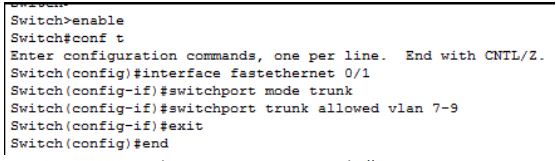 Switch>enable
Switch#conf t
Enter configuration commands, one per line.  End with CNTL/Z.
Switch(config)#interface fastethernet 0/1
Switch(config-if)#switchport mode trunk
Switch(config-if)#switchport trunk allowed vlan 7-9
Switch(config-if)#exit
Switch(config)#end